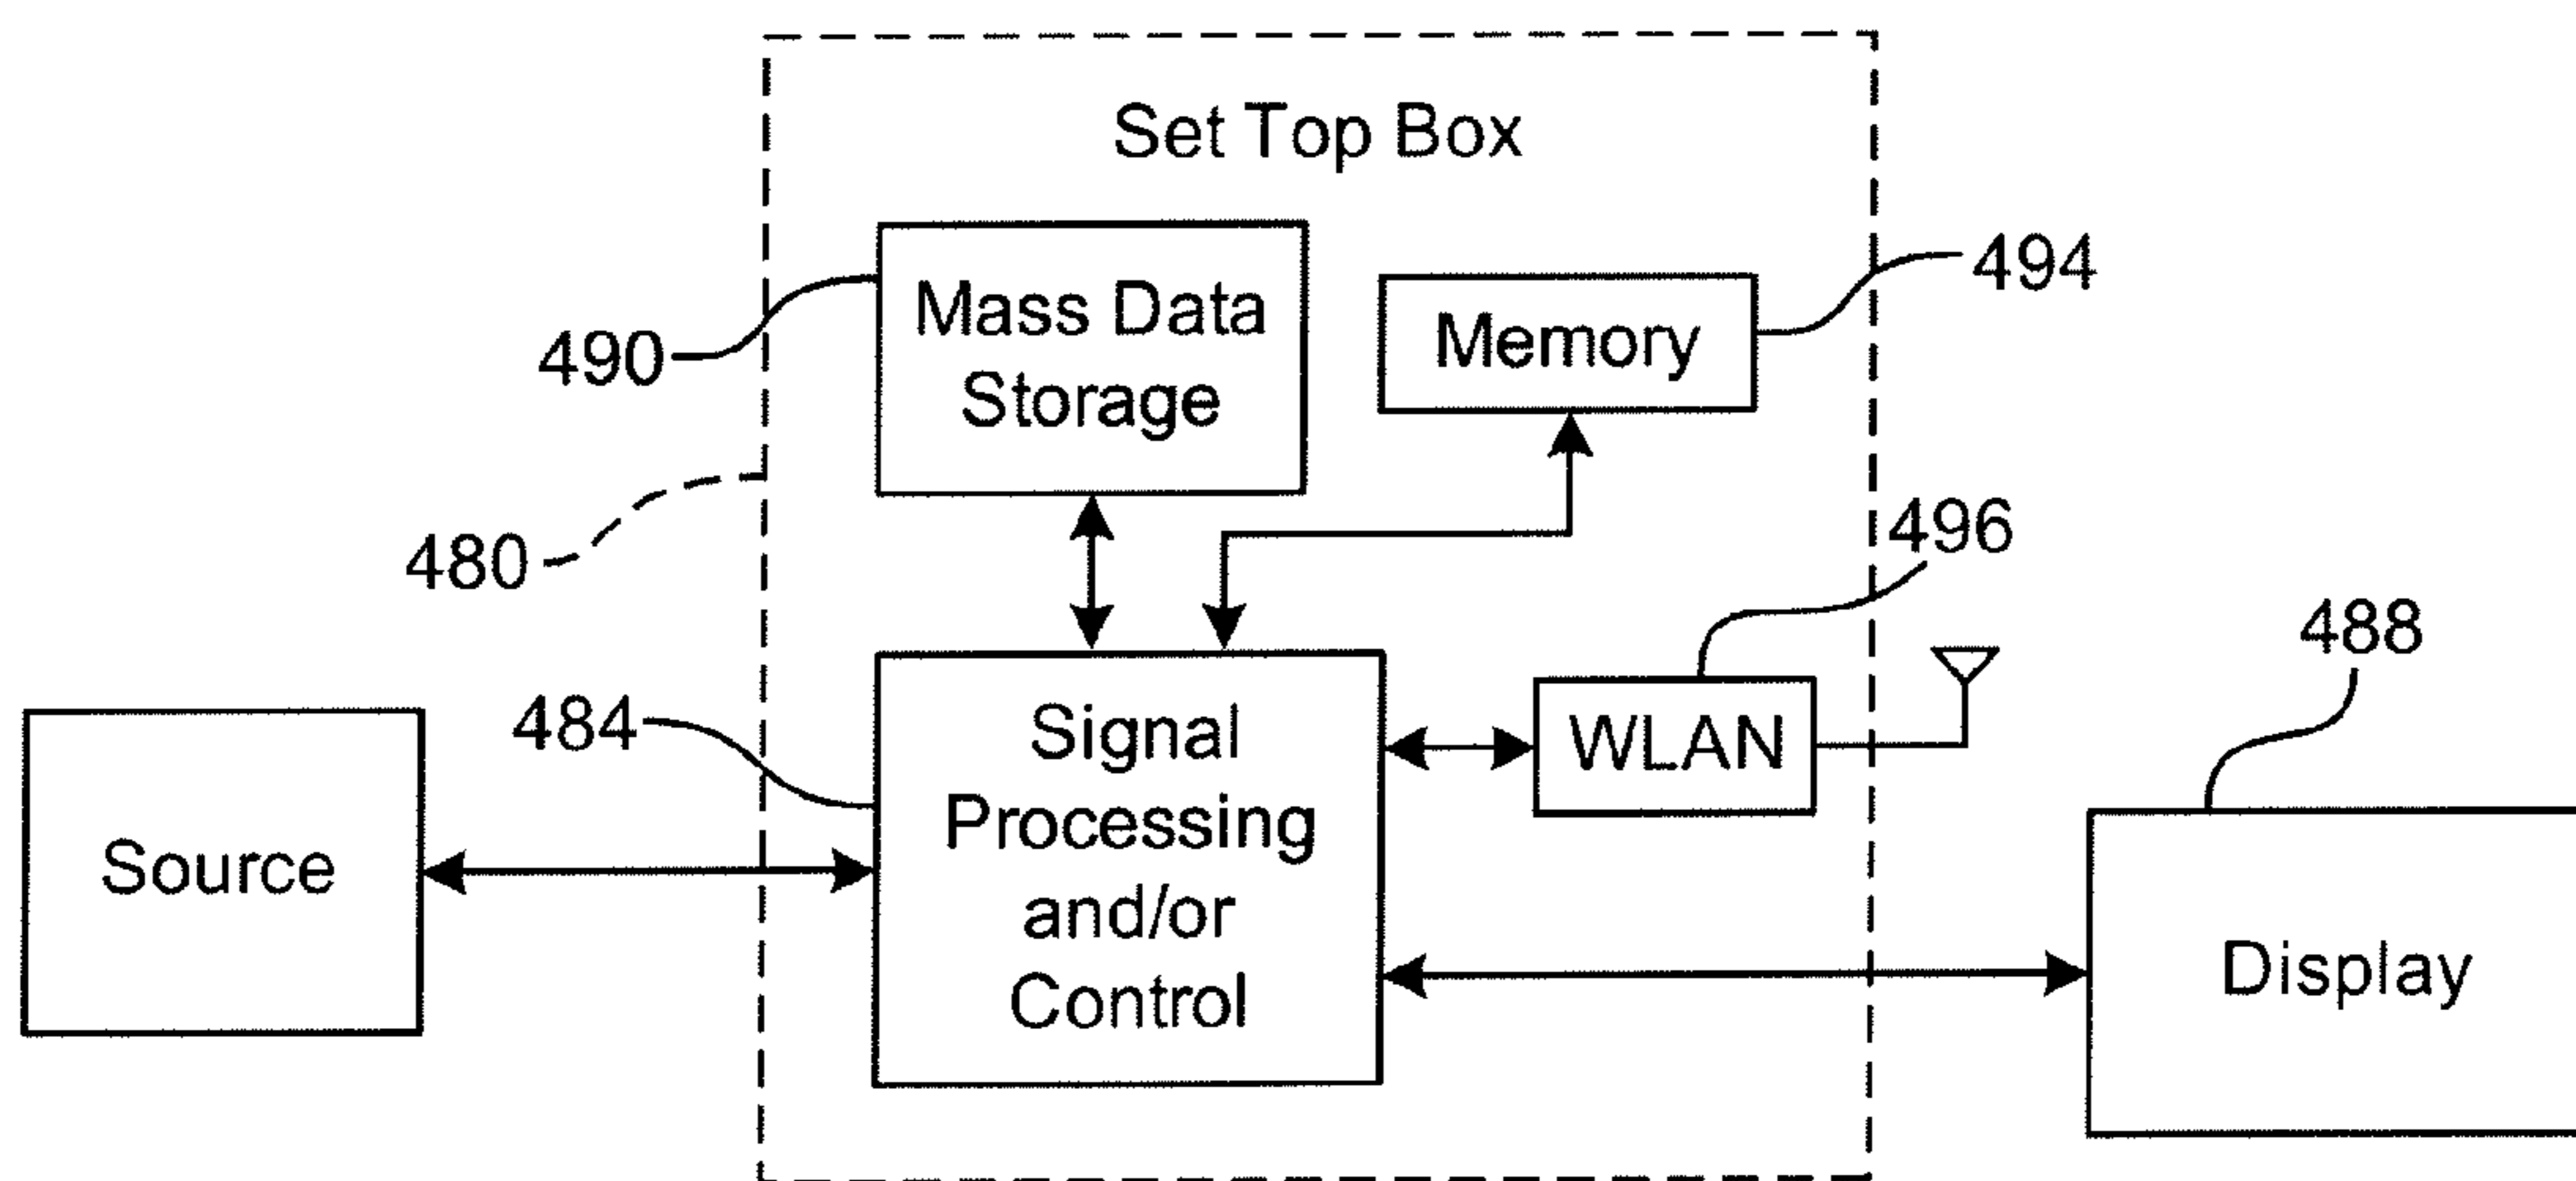 Set Top Box
490
Mass Data
Storage
Memory
494
480
496
488
484
Signal
Processing
and/or
Control
WLAN
Source
Display